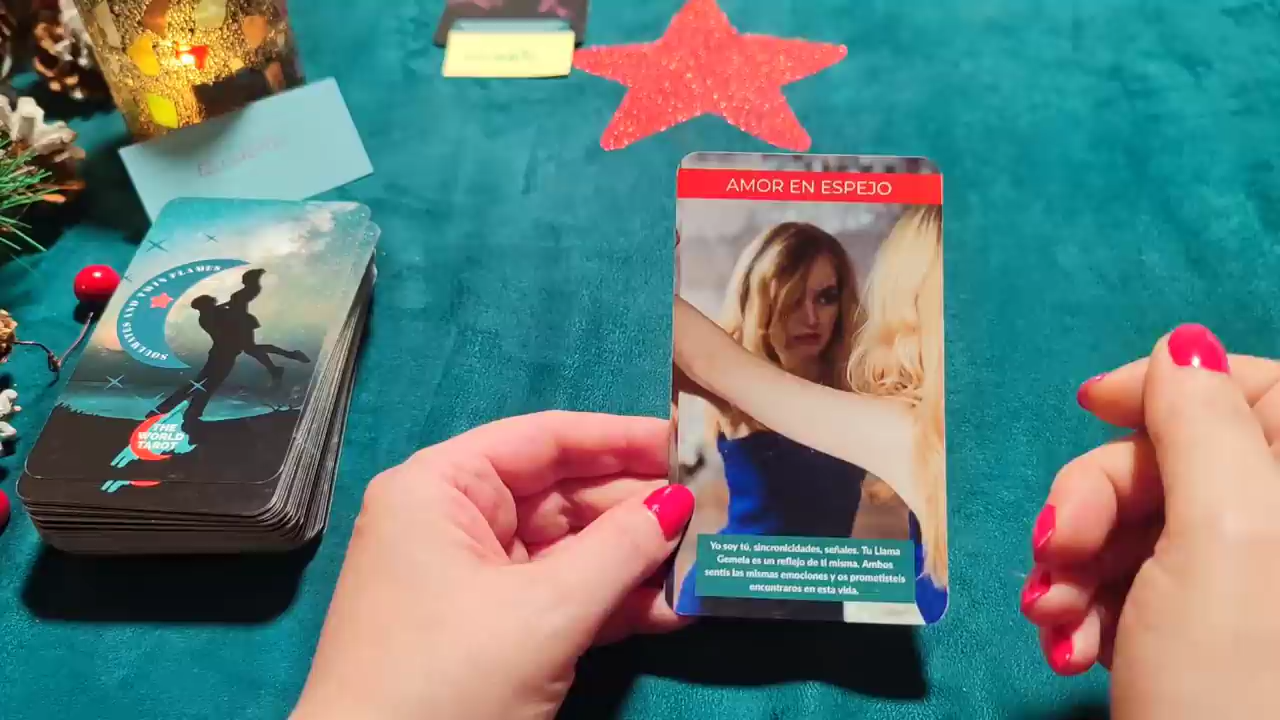 AMOR EN ESPEJO
SOULMATES AND TWIN FLAMES
THE
WORLD
TAROT
Yo soy tú, sincronicidades, señales. Tu Llama
Gemela es un reflejo de ti misma. Ambos
sentís las mismas emociones y os prometisteis
encontraros en esta vida.